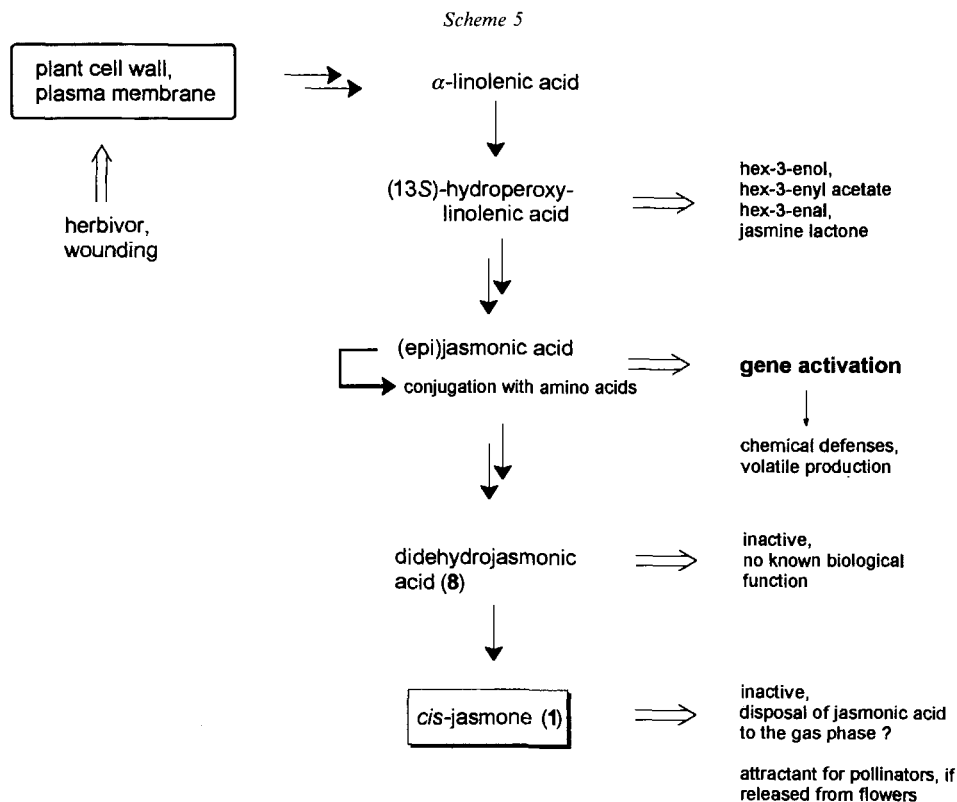 Scheme 5
plant cell wall,
plasma membrane
α-linolenic acid
herbivor,
wounding
(13S)-hydroperoxy-
linolenic acid
hex-3-enol,
hex-3-enyl acetate
hex-3-enal,
jasmine lactone
(epi)jasmonic acid
conjugation with amino acids
gene activation
chemical defenses,
volatile production
didehydrojasmonic
acid (8)
inactive,
no known biological
function
cis-jasmone (1)
inactive,
disposal of jasmonic acid
to the gas phase ?
attractant for pollinators, if
released from flowers